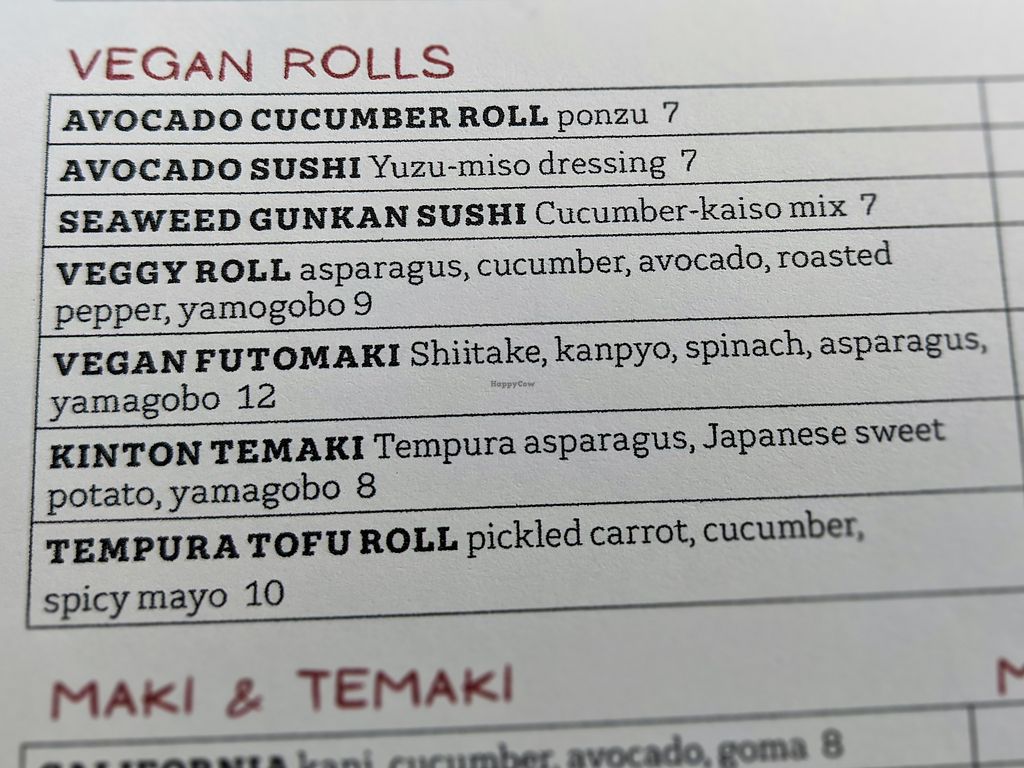 VEGAN ROLLS
AVOCADO CUCUMBER ROLL ponzu 7
AVOCADO SUSHI Yuzu-miso dressing 7
SEAWEED GUNKAN SUSHI Cucumber-kaiso mix 7
VEGGY ROLL asparagus, cucumber, avocado, roasted
pepper, yamogobo 9
VEGAN FUTOMAKI Shiitake, kanpyo, spinach, asparagus,
yamagobo 12
HappyCow
KINTON TEMAKI Tempura asparagus, Japanese sweet
potato, yamagobo 8
TEMPURA TOFU ROLL pickled carrot, cucumber,
spicy mayo 10
MAKI & TEMAKI
CALIFORNIA kani, cucumber, avocado, goma 8